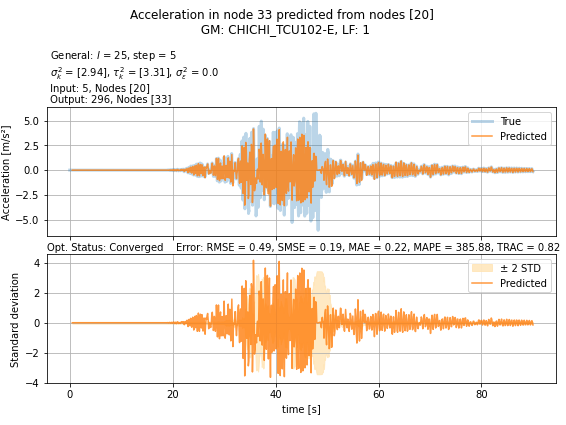 Acceleration in node 33 predicted from nodes [20]
GM: CHICHI_TCU102-E, LF: 1
General: l = 25, step = 5
σ²ₖ = [2.94], τ²ₖ = [3.31], σ²ε = 0.0
Input: 5, Nodes [20]
Output: 296, Nodes [33]
Acceleration [m/s²]
5.0
2.5
0.0
−2.5
−5.0
True
Predicted
Opt. Status: Converged Error: RMSE = 0.49, SMSE = 0.19, MAE = 0.22, MAPE = 385.88, TRAC = 0.82
Standard deviation
4
2
0
−2
−4
± 2 STD
Predicted
0 20 40 60 80
time [s]